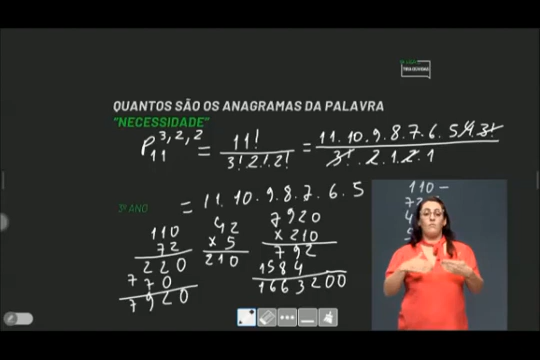 TIRA DÚVIDAS
QUANTOS SÃO OS ANAGRAMAS DA PALAVRA
“NECESSIDADE”
P₁₁^3,2,2 = 11! / 3!.2!.2! = 11.10.9.8.7.6.5.4.3! / 3!.2.1.2.1
3º ANO
= 11.10.9.8.7.6.5
110
72
220
770
7920
42
x 5
210
7920
x 210
792
1584
1663200
110 -